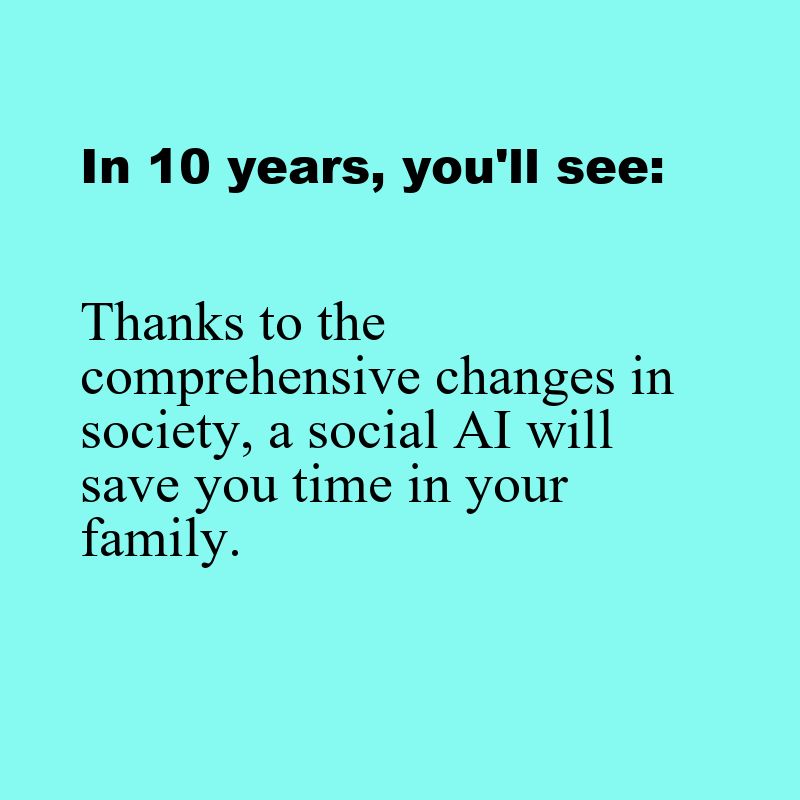 In 10 years, you'll see:
Thanks to the
comprehensive changes in
society, a social AI will
save you time in your
family.